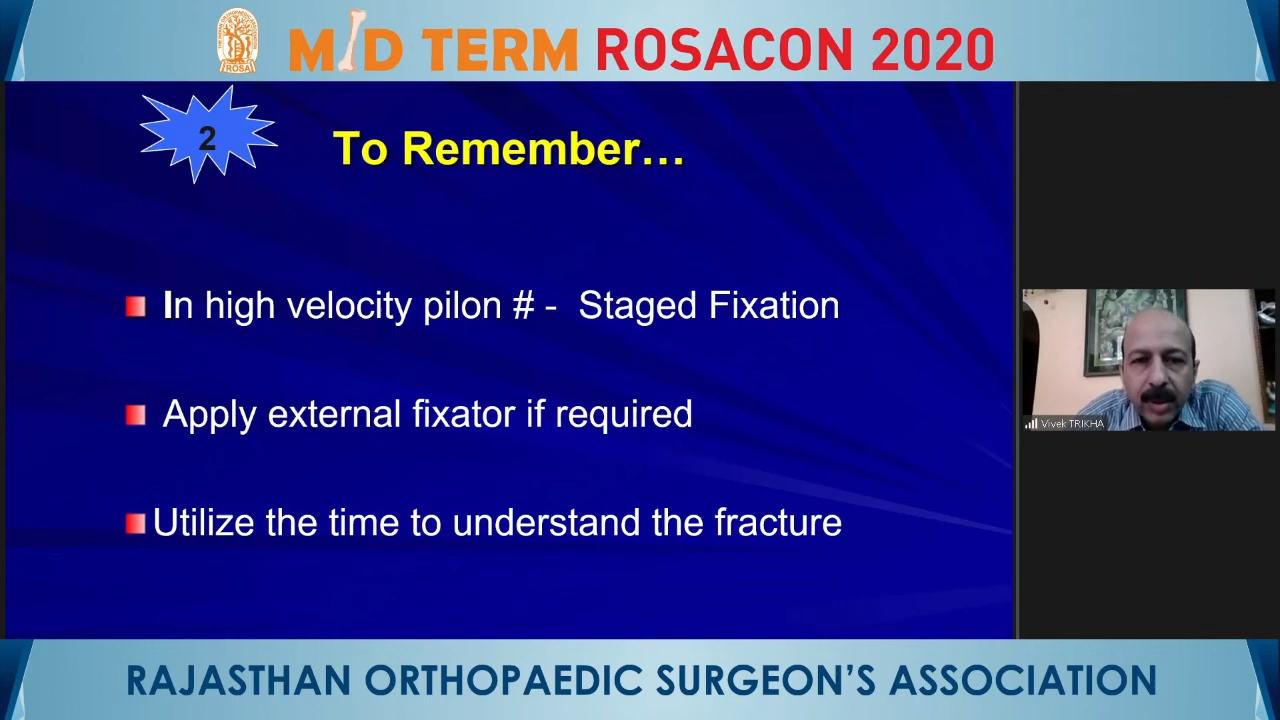 MID TERM ROSACON 2020
ROSA
2
To Remember…
In high velocity pilon # - Staged Fixation
Apply external fixator if required
Utilize the time to understand the fracture
Vivek TRIKHA
RAJASTHAN ORTHOPAEDIC SURGEON'S ASSOCIATION